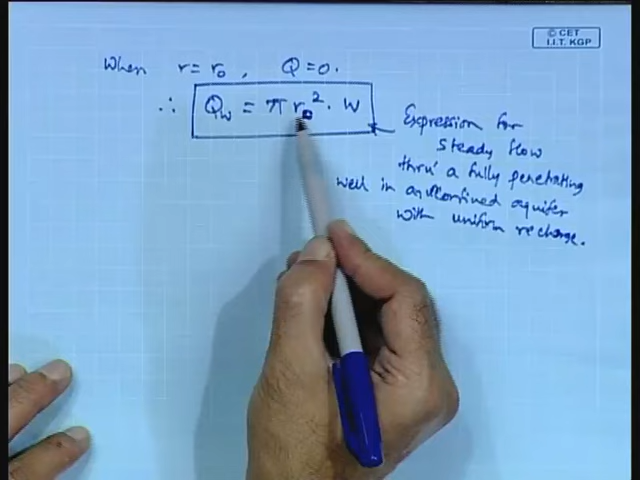 © CET
I.I.T. KGP
When r = r₀, Q = 0.
∴ Q_w = π r₀² · W
Expression for
steady flow
thru' a fully penetrating
well in an unconfined aquifer
with uniform recharge.